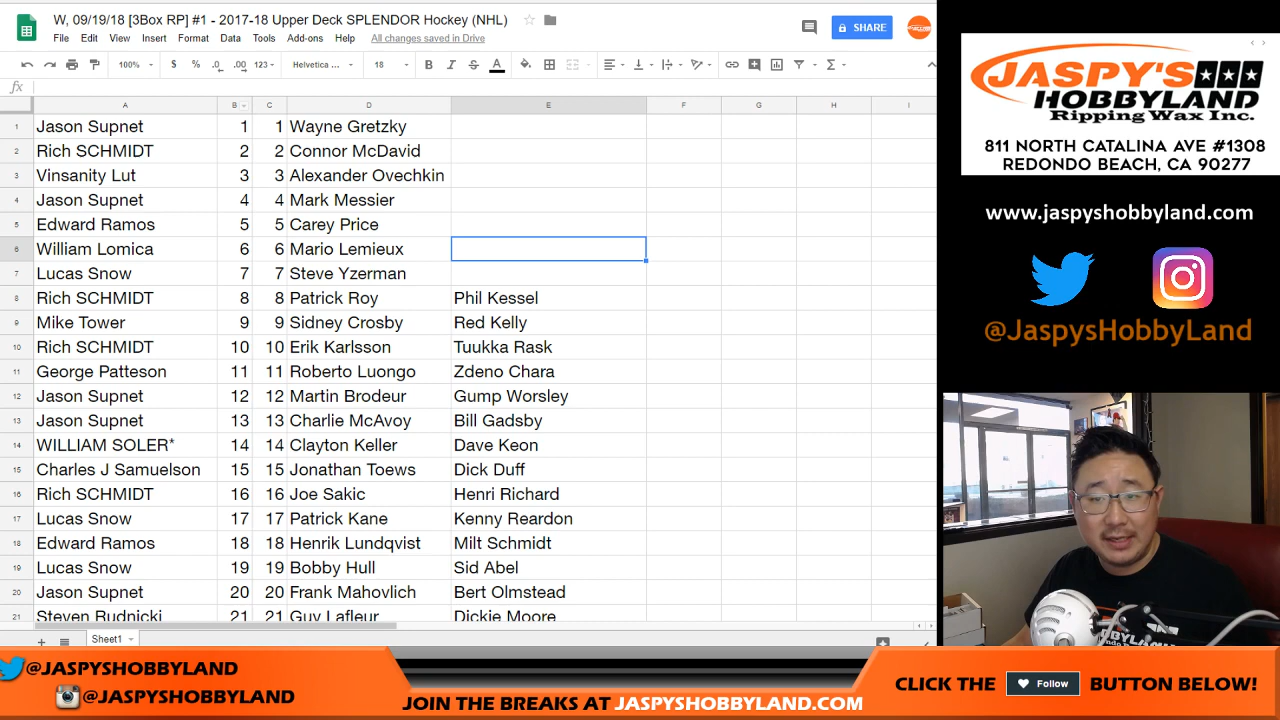 W, 09/19/18 [3Box RP] #1 - 2017-18 Upper Deck SPLENDOR Hockey (NHL)
File Edit View Insert Format Data Tools Add-ons Help All changes saved in Drive
SHARE
100% $ % .0 .00 123 Helvetica ... 18 B I S A Σ
fx
A B C D E F G H I
1 Jason Supnet 1 1 Wayne Gretzky
2 Rich SCHMIDT 2 2 Connor McDavid
3 Vinsanity Lut 3 3 Alexander Ovechkin
4 Jason Supnet 4 4 Mark Messier
5 Edward Ramos 5 5 Carey Price
6 William Lomica 6 6 Mario Lemieux
7 Lucas Snow 7 7 Steve Yzerman
8 Rich SCHMIDT 8 8 Patrick Roy Phil Kessel
9 Mike Tower 9 9 Sidney Crosby Red Kelly
10 Rich SCHMIDT 10 10 Erik Karlsson Tuukka Rask
11 George Patteson 11 11 Roberto Luongo Zdeno Chara
12 Jason Supnet 12 12 Martin Brodeur Gump Worsley
13 Jason Supnet 13 13 Charlie McAvoy Bill Gadsby
14 WILLIAM SOLER* 14 14 Clayton Keller Dave Keon
15 Charles J Samuelson 15 15 Jonathan Toews Dick Duff
16 Rich SCHMIDT 16 16 Joe Sakic Henri Richard
17 Lucas Snow 17 17 Patrick Kane Kenny Reardon
18 Edward Ramos 18 18 Henrik Lundqvist Milt Schmidt
19 Lucas Snow 19 19 Bobby Hull Sid Abel
20 Jason Supnet 20 20 Frank Mahovlich Bert Olmstead
21 Steven Rudnicki 21 21 Guy Lafleur Dickie Moore
Sheet1
JASPY'S
HOBBYLAND
Ripping Wax Inc.
811 NORTH CATALINA AVE #1308
REDONDO BEACH, CA 90277
www.jaspyshobbyland.com
@JaspysHobbyLand
@JASPYSHOBBYLAND
@JASPYSHOBBYLAND
JOIN THE BREAKS AT JASPYSHOBBYLAND.COM
CLICK THE Follow BUTTON BELOW!